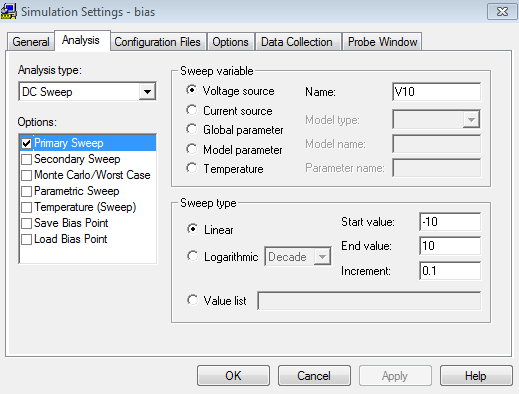 Simulation Settings - bias
General
Analysis
Configuration Files
Options
Data Collection
Probe Window
Analysis type:
DC Sweep
Options:
Primary Sweep
Secondary Sweep
Monte Carlo/Worst Case
Parametric Sweep
Temperature (Sweep)
Save Bias Point
Load Bias Point
Sweep variable
Voltage source
Current source
Global parameter
Model parameter
Temperature
Name: V10
Model type:
Model name:
Parameter name:
Sweep type
Linear
Logarithmic Decade
Value list
Start value: -10
End value: 10
Increment: 0.1
OK
Cancel
Apply
Help